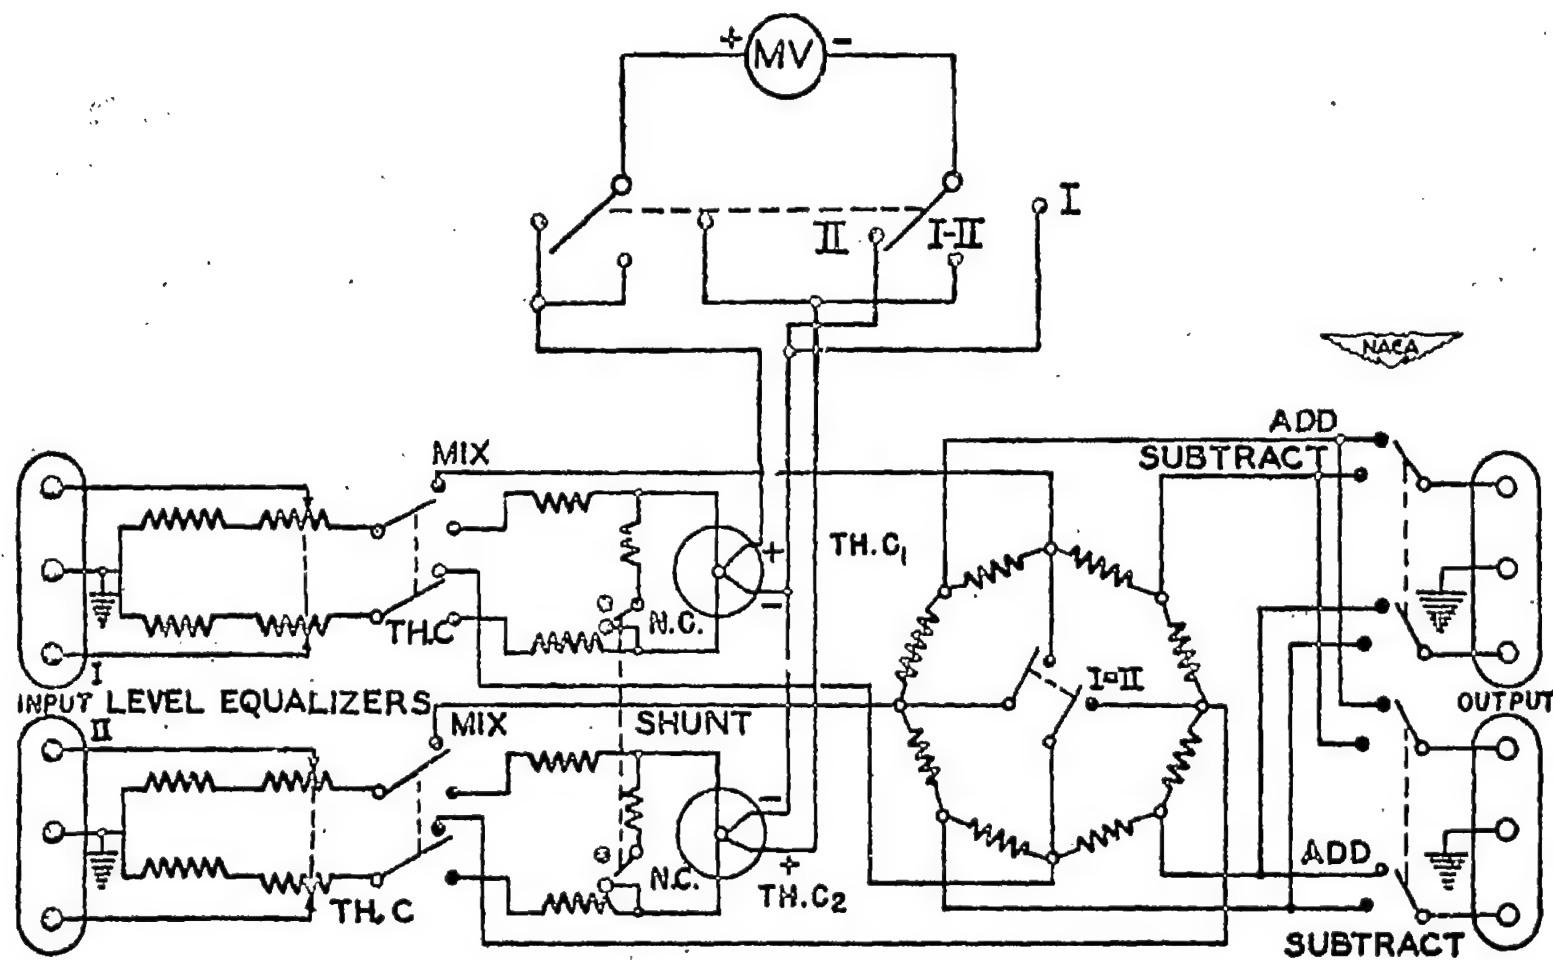 + MV -
I
II I-II
NACA
ADD
MIX SUBTRACT
+ TH.C1
-
N.C.
TH.C
I I=II
INPUT LEVEL EQUALIZERS OUTPUT
II MIX SHUNT
-
ADD
N.C. +
TH.C TH.C2
SUBTRACT